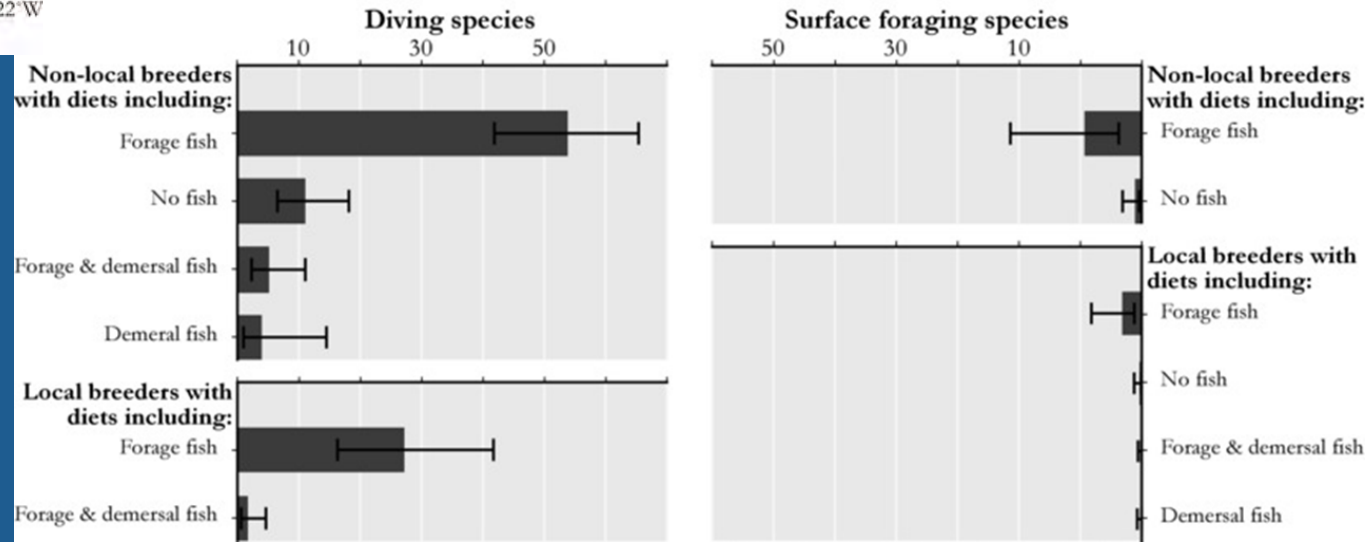 22°W
Diving species
10 30 50
Non-local breeders
with diets including:
Forage fish
No fish
Forage & demersal fish
Demeral fish
Local breeders with
diets including:
Forage fish
Forage & demersal fish
Surface foraging species
50 30 10
Non-local breeders
with diets including:
Forage fish
No fish
Local breeders with
diets including:
Forage fish
No fish
Forage & demersal fish
Demersal fish